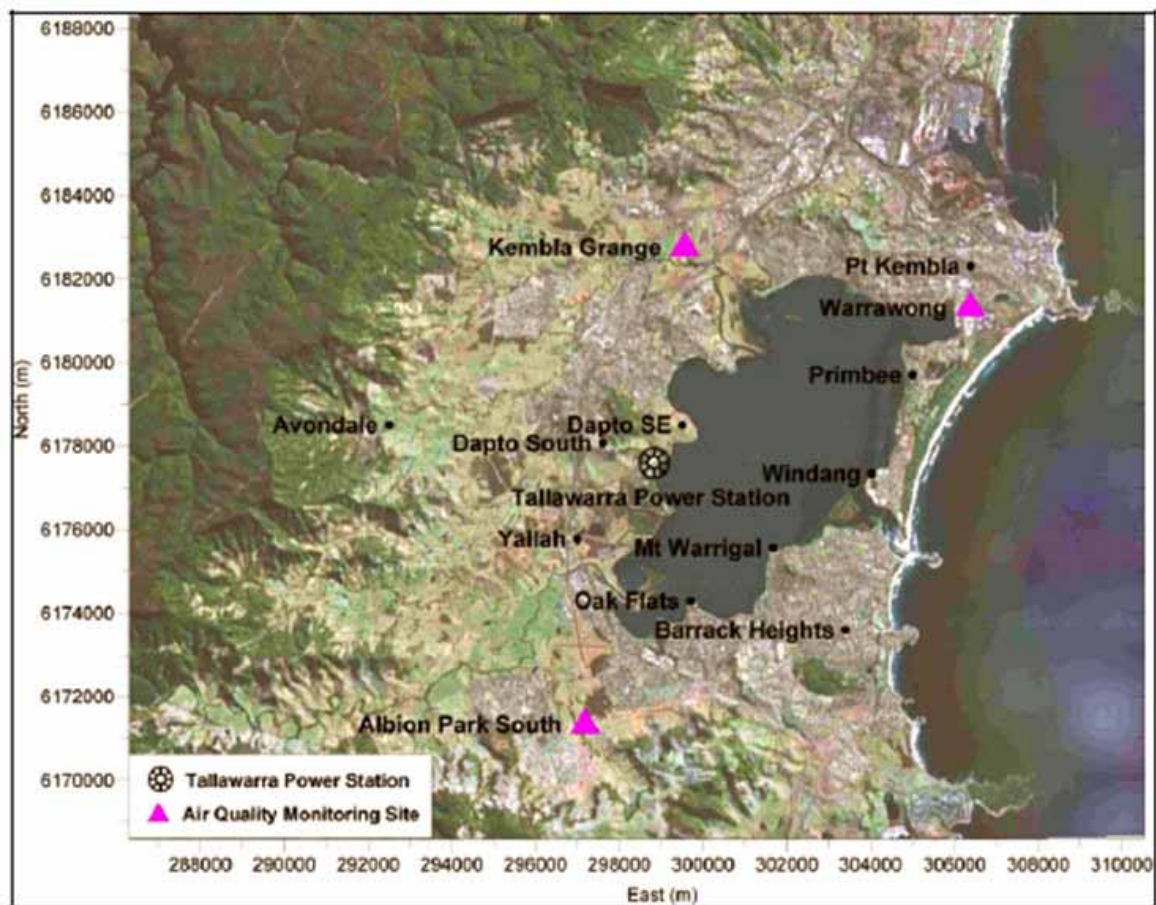 6188000
6186000
6184000
Kembla Grange
Pt Kembla
6182000
Warrawong
6180000
Primbee
North (m)
Avondale
Dapto SE
6178000
Dapto South
Windang
Tallawarra Power Station
6176000
Yallah
Mt Warrigal
6174000
Oak Flats
Barrack Heights
6172000
Albion Park South
6170000
Tallawarra Power Station
Air Quality Monitoring Site
288000 290000 292000 294000 296000 298000 300000 302000 304000 306000 308000 310000
East (m)